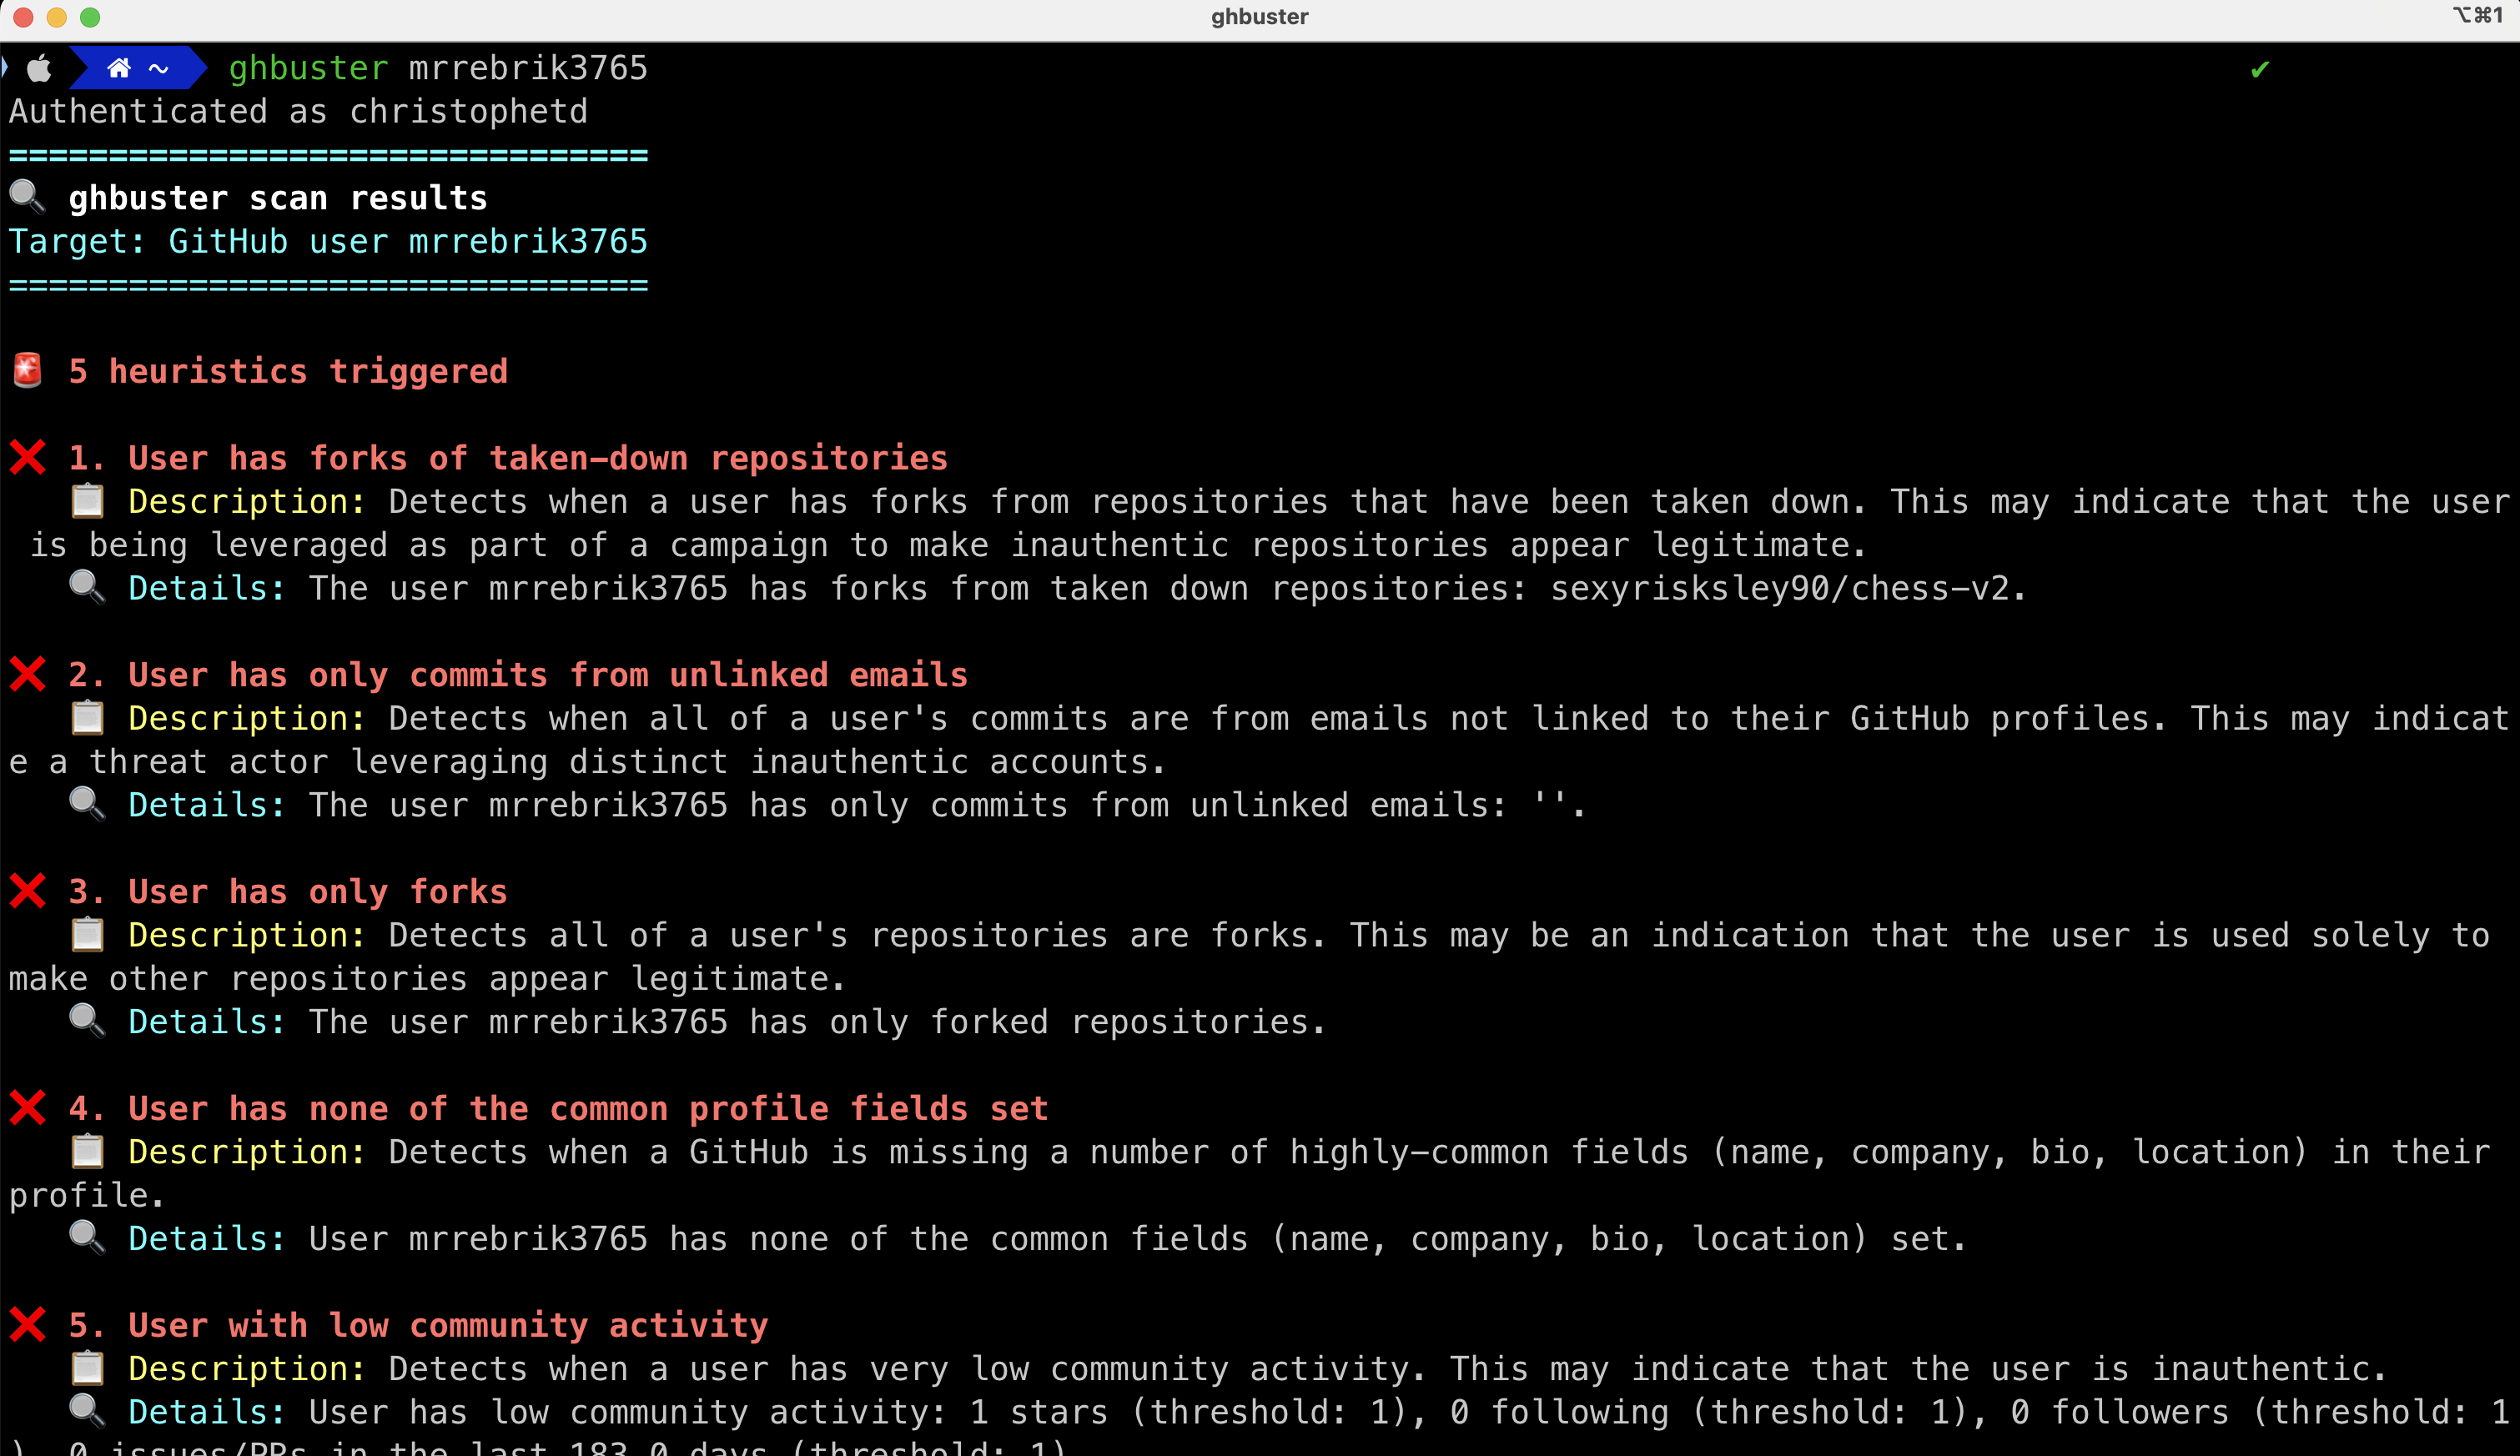 ghbuster
⌥⌘1
~ ghbuster mrrebrik3765 ✔
Authenticated as christophetd
================================
🔍 ghbuster scan results
Target: GitHub user mrrebrik3765
================================
🚨 5 heuristics triggered
❌ 1. User has forks of taken-down repositories
📋 Description: Detects when a user has forks from repositories that have been taken down. This may indicate that the user
is being leveraged as part of a campaign to make inauthentic repositories appear legitimate.
🔍 Details: The user mrrebrik3765 has forks from taken down repositories: sexyrisksley90/chess-v2.
❌ 2. User has only commits from unlinked emails
📋 Description: Detects when all of a user's commits are from emails not linked to their GitHub profiles. This may indicat
e a threat actor leveraging distinct inauthentic accounts.
🔍 Details: The user mrrebrik3765 has only commits from unlinked emails: ''.
❌ 3. User has only forks
📋 Description: Detects all of a user's repositories are forks. This may be an indication that the user is used solely to
make other repositories appear legitimate.
🔍 Details: The user mrrebrik3765 has only forked repositories.
❌ 4. User has none of the common profile fields set
📋 Description: Detects when a GitHub is missing a number of highly-common fields (name, company, bio, location) in their
profile.
🔍 Details: User mrrebrik3765 has none of the common fields (name, company, bio, location) set.
❌ 5. User with low community activity
📋 Description: Detects when a user has very low community activity. This may indicate that the user is inauthentic.
🔍 Details: User has low community activity: 1 stars (threshold: 1), 0 following (threshold: 1), 0 followers (threshold: 1
), 0 issues/PRs in the last 183.0 days (threshold: 1)